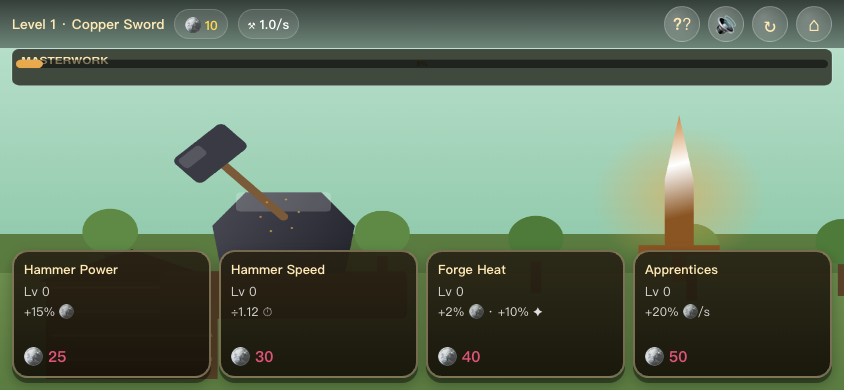 Level 1 · Copper Sword
10
⚒ 1.0/s
??
MASTERWORK
Hammer Power
Lv 0
+15%
25
Hammer Speed
Lv 0
÷1.12 ⏱
30
Forge Heat
Lv 0
+2% · +10% ✦
40
Apprentices
Lv 0
+20% /s
50